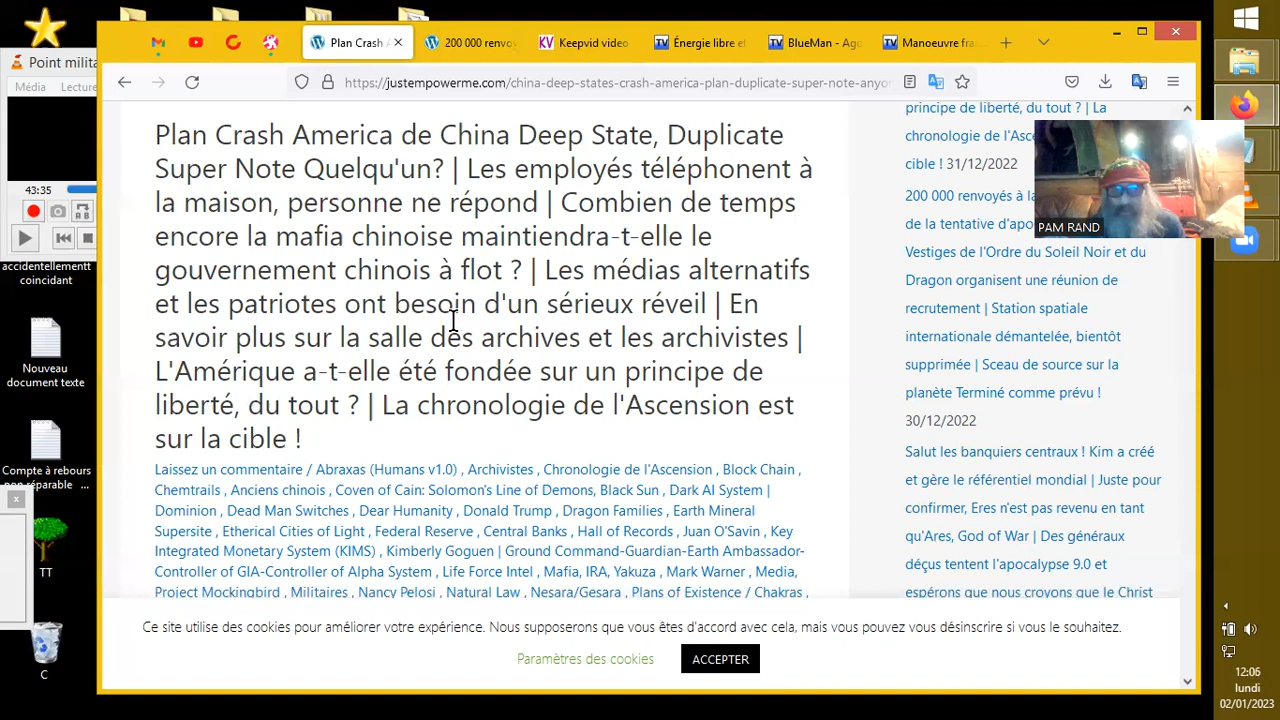 Point milita
Média Lecture
43:35
accidentellementt
coincidant
Nouveau
document texte
Compte à rebours
non réparable ...
TT
C
Plan Crash A
200 000 renvoy
Keepvid video
Énergie libre et
BlueMan - Ago
Manoeuvre fra
https://justempowerme.com/china-deep-states-crash-america-plan-duplicate-super-note-anyon
Plan Crash America de China Deep State, Duplicate
Super Note Quelqu'un? | Les employés téléphonent à
la maison, personne ne répond | Combien de temps
encore la mafia chinoise maintiendra-t-elle le
gouvernement chinois à flot ? | Les médias alternatifs
et les patriotes ont besoin d'un sérieux réveil | En
savoir plus sur la salle des archives et les archivistes |
L'Amérique a-t-elle été fondée sur un principe de
liberté, du tout ? | La chronologie de l'Ascension est
sur la cible !
Laissez un commentaire / Abraxas (Humans v1.0) , Archivistes , Chronologie de l'Ascension , Block Chain ,
Chemtrails , Anciens chinois , Coven of Cain: Solomon's Line of Demons, Black Sun , Dark AI System |
Dominion , Dead Man Switches , Dear Humanity , Donald Trump , Dragon Families , Earth Mineral
Supersite , Etherical Cities of Light , Federal Reserve , Central Banks , Hall of Records , Juan O'Savin , Key
Integrated Monetary System (KIMS) , Kimberly Goguen | Ground Command-Guardian-Earth Ambassador-
Controller of GIA-Controller of Alpha System , Life Force Intel , Mafia, IRA, Yakuza , Mark Warner , Media,
Project Mockingbird , Militaires , Nancy Pelosi , Natural Law , Nesara/Gesara , Plans of Existence / Chakras ,
principe de liberté, du tout ? | La
chronologie de l'Asce
cible ! 31/12/2022
200 000 renvoyés à la
de la tentative d'apo
Vestiges de l'Ordre du Soleil Noir et du
Dragon organisent une réunion de
recrutement | Station spatiale
internationale démantelée, bientôt
supprimée | Sceau de source sur la
planète Terminé comme prévu !
30/12/2022
Salut les banquiers centraux ! Kim a créé
et gère le référentiel mondial | Juste pour
confirmer, Eres n'est pas revenu en tant
qu'Ares, God of War | Des généraux
déçus tentent l'apocalypse 9.0 et
espérons que nous croyons que le Christ
PAM RAND
Ce site utilise des cookies pour améliorer votre expérience. Nous supposerons que vous êtes d'accord avec cela, mais vous pouvez vous désinscrire si vous le souhaitez.
Paramètres des cookies
ACCEPTER
12:06
lundi
02/01/2023